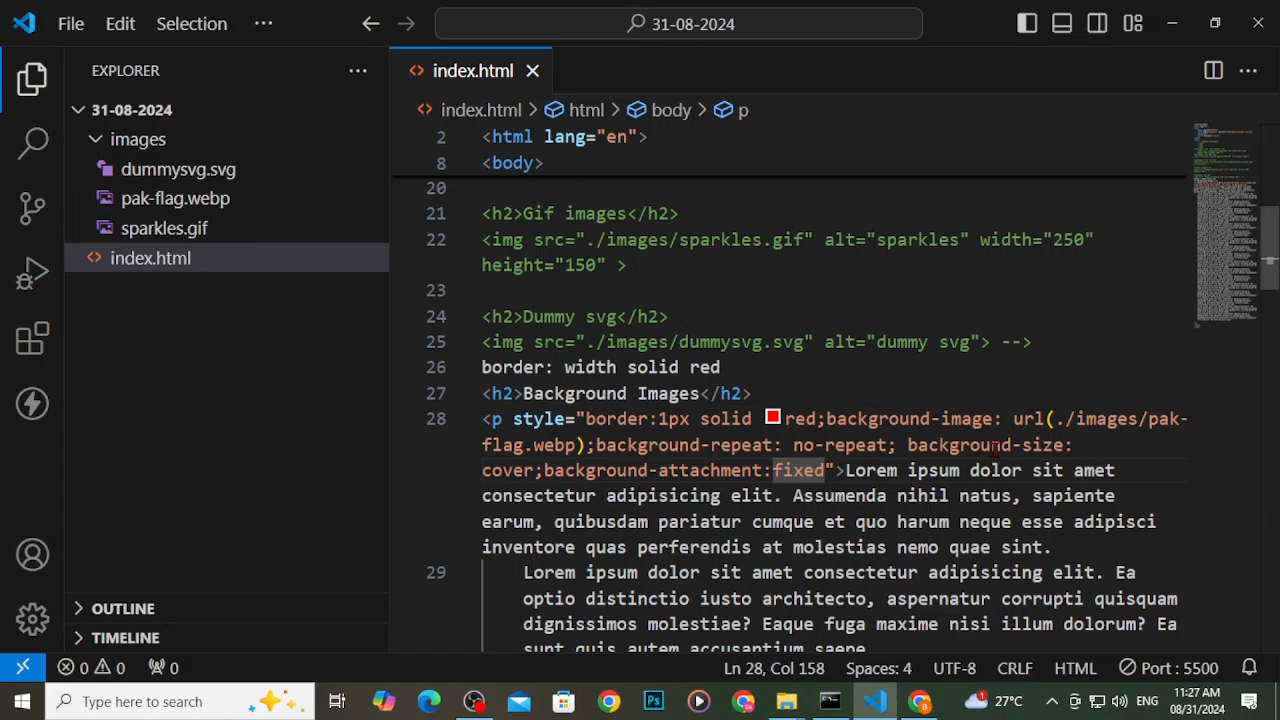 File Edit Selection ··· 31-08-2024
EXPLORER ···
31-08-2024
images
dummysvg.svg
pak-flag.webp
sparkles.gif
index.html
OUTLINE
TIMELINE
index.html
index.html > html > body > p
2 <html lang="en">
8 <body>
20
21 <h2>Gif images</h2>
22 <img src="./images/sparkles.gif" alt="sparkles" width="250"
height="150" >
23
24 <h2>Dummy svg</h2>
25 <img src="./images/dummysvg.svg" alt="dummy svg"> -->
26 border: width solid red
27 <h2>Background Images</h2>
28 <p style="border:1px solid red;background-image: url(./images/pak-
flag.webp);background-repeat: no-repeat; background-size:
cover;background-attachment:fixed">Lorem ipsum dolor sit amet
consectetur adipisicing elit. Assumenda nihil natus, sapiente
earum, quibusdam pariatur cumque et quo harum neque esse adipisci
inventore quas perferendis at molestias nemo quae sint.
29 Lorem ipsum dolor sit amet consectetur adipisicing elit. Ea
optio distinctio iusto architecto, aspernatur corrupti quisquam
dignissimos molestiae? Eaque fuga maxime nisi illum dolorum? Ea
sunt quis autem accusantium saepe
0 0 0 Ln 28, Col 158 Spaces: 4 UTF-8 CRLF HTML Port : 5500
Type here to search
1 27°C ENG
11:27 AM
08/31/2024